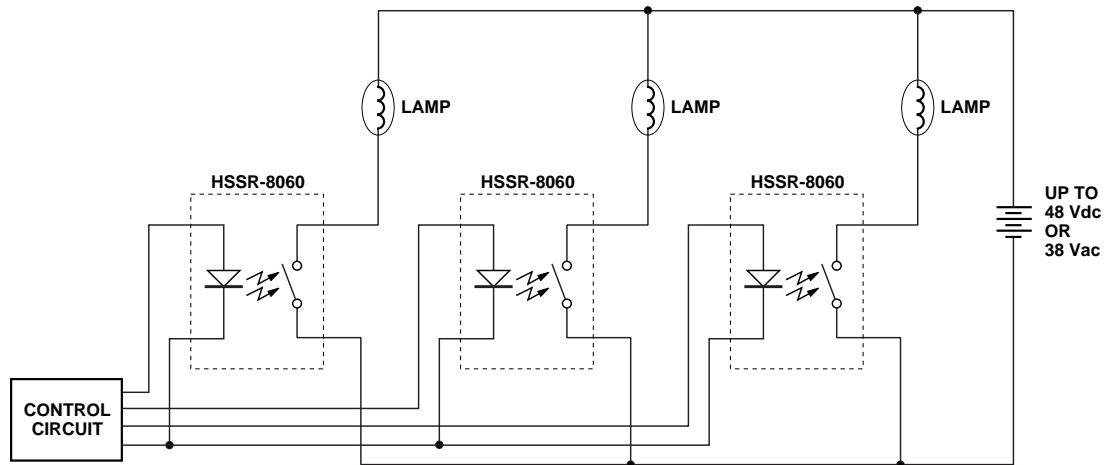 LAMP
LAMP
LAMP
HSSR-8060
HSSR-8060
HSSR-8060
UP TO
48 Vdc
OR
38 Vac
CONTROL
CIRCUIT